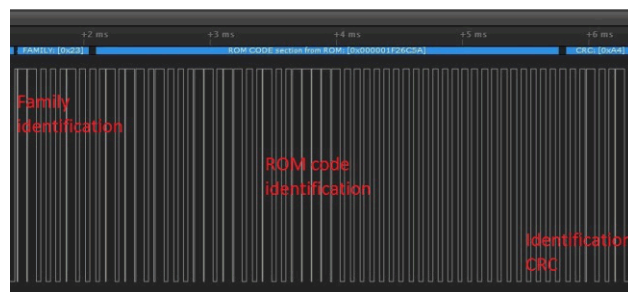 +2 ms +3 ms +4 ms +5 ms +6 ms
FAMILY: [0x23] ROM CODE section from ROM: [0x000001F26C5A] CRC: [0xA4]
Family
identification
ROM code
identification
Identification
CRC